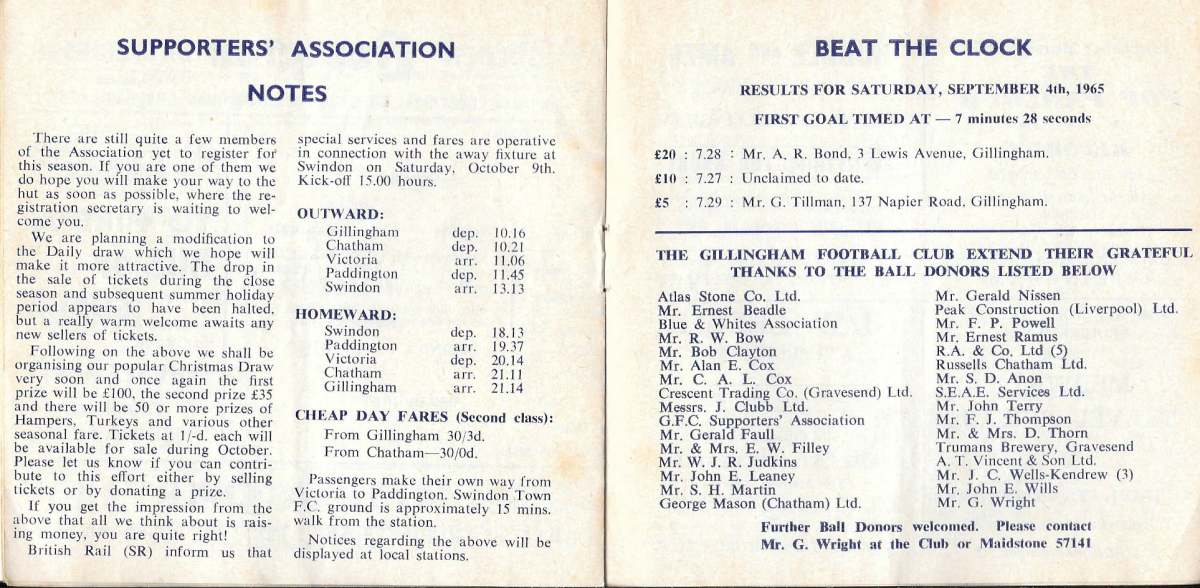 SUPPORTERS' ASSOCIATION
NOTES
There are still quite a few members
of the Association yet to register for
this season. If you are one of them we
do hope you will make your way to the
hut as soon as possible, where the re-
gistration secretary is waiting to wel-
come you.
We are planning a modification to
the Daily draw which we hope will
make it more attractive. The drop in
the sale of tickets during the close
season and subsequent summer holiday
period appears to have been halted,
but a really warm welcome awaits any
new sellers of tickets.
Following on the above we shall be
organising our popular Christmas Draw
very soon and once again the first
prize will be £100, the second prize £35
and there will be 50 or more prizes of
Hampers, Turkeys and various other
seasonal fare. Tickets at 1/-d. each will
be available for sale during October.
Please let us know if you can contri-
bute to this effort either by selling
tickets or by donating a prize.
If you get the impression from the
above that all we think about is rais-
ing money, you are quite right!
British Rail (SR) inform us that
special services and fares are operative
in connection with the away fixture at
Swindon on Saturday, October 9th.
Kick-off 15.00 hours.
OUTWARD:
Gillingham dep. 10.16
Chatham dep. 10.21
Victoria arr. 11.06
Paddington dep. 11.45
Swindon arr. 13.13
HOMEWARD:
Swindon dep. 18.13
Paddington arr. 19.37
Victoria dep. 20.14
Chatham arr. 21.11
Gillingham arr. 21.14
CHEAP DAY FARES (Second class):
From Gillingham 30/3d.
From Chatham—30/0d.
Passengers make their own way from
Victoria to Paddington. Swindon Town
F.C. ground is approximately 15 mins.
walk from the station.
Notices regarding the above will be
displayed at local stations.
BEAT THE CLOCK
RESULTS FOR SATURDAY, SEPTEMBER 4th, 1965
FIRST GOAL TIMED AT — 7 minutes 28 seconds
£20 : 7.28 : Mr. A. R. Bond, 3 Lewis Avenue, Gillingham.
£10 : 7.27 : Unclaimed to date.
£5 : 7.29 : Mr. G. Tillman, 137 Napier Road, Gillingham.
THE GILLINGHAM FOOTBALL CLUB EXTEND THEIR GRATEFUL
THANKS TO THE BALL DONORS LISTED BELOW
Atlas Stone Co. Ltd.
Mr. Ernest Beadle
Blue & Whites Association
Mr. R. W. Bow
Mr. Bob Clayton
Mr. Alan E. Cox
Mr. C. A. L. Cox
Crescent Trading Co. (Gravesend) Ltd.
Messrs. J. Clubb Ltd.
G.F.C. Supporters' Association
Mr. Gerald Faull
Mr. & Mrs. E. W. Filley
Mr. W. J. R. Judkins
Mr. John E. Leaney
Mr. S. H. Martin
George Mason (Chatham) Ltd.
Mr. Gerald Nissen
Peak Construction (Liverpool) Ltd.
Mr. F. P. Powell
Mr. Ernest Ramus
R.A. & Co. Ltd (5)
Russells Chatham Ltd.
Mr. S. D. Anon
S.E.A.E. Services Ltd.
Mr. John Terry
Mr. F. J. Thompson
Mr. & Mrs. D. Thorn
Trumans Brewery, Gravesend
A. T. Vincent & Son Ltd.
Mr. J. C. Wells-Kendrew (3)
Mr. John E. Wills
Mr. G. Wright
Further Ball Donors welcomed. Please contact
Mr. G. Wright at the Club or Maidstone 57141